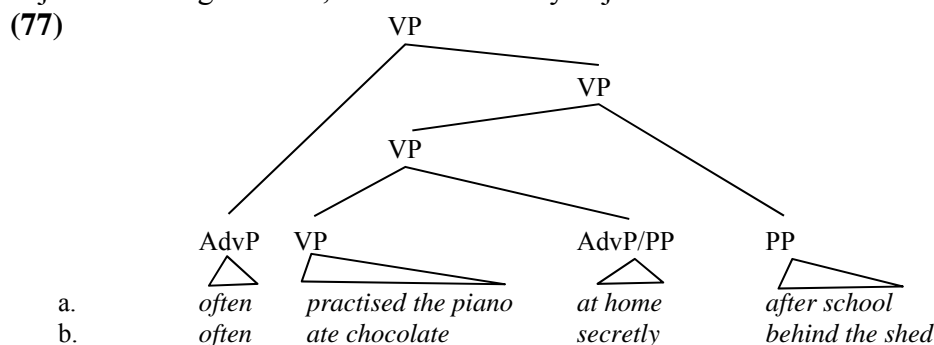 (77)
VP
VP
VP
AdvP VP AdvP/PP PP
a. often practised the piano at home after school
b. often ate chocolate secretly behind the shed